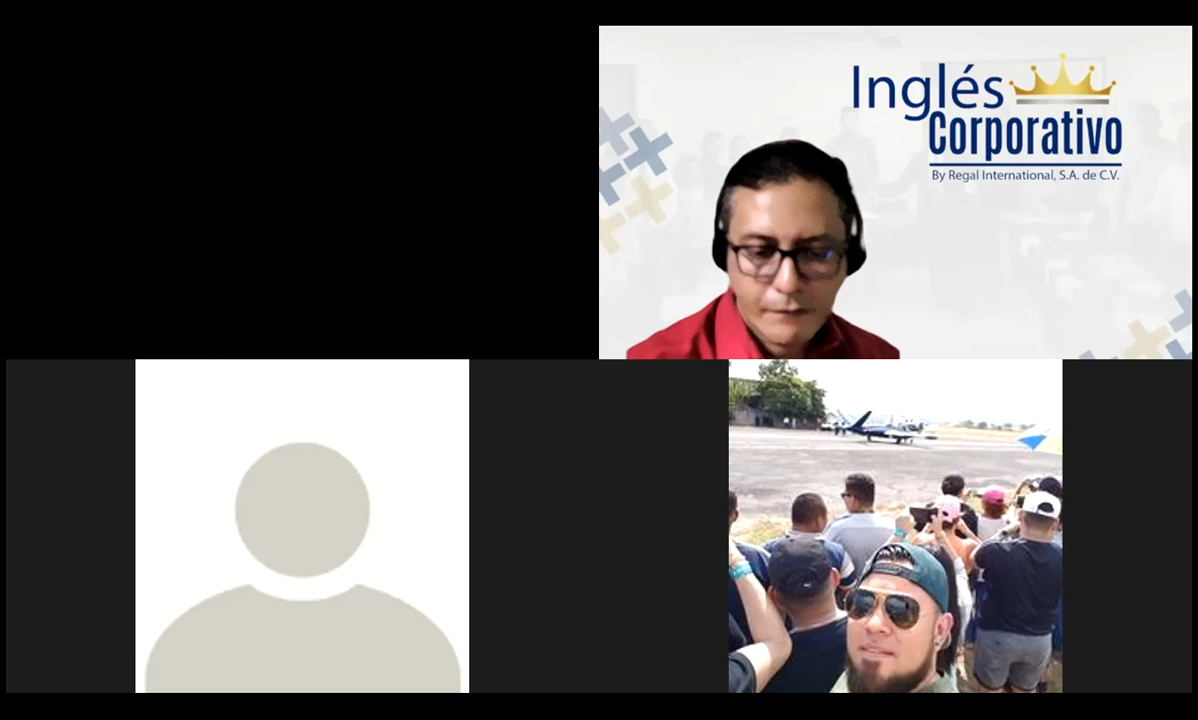 Inglés
Corporativo
By Regal International, S.A. de C.V.